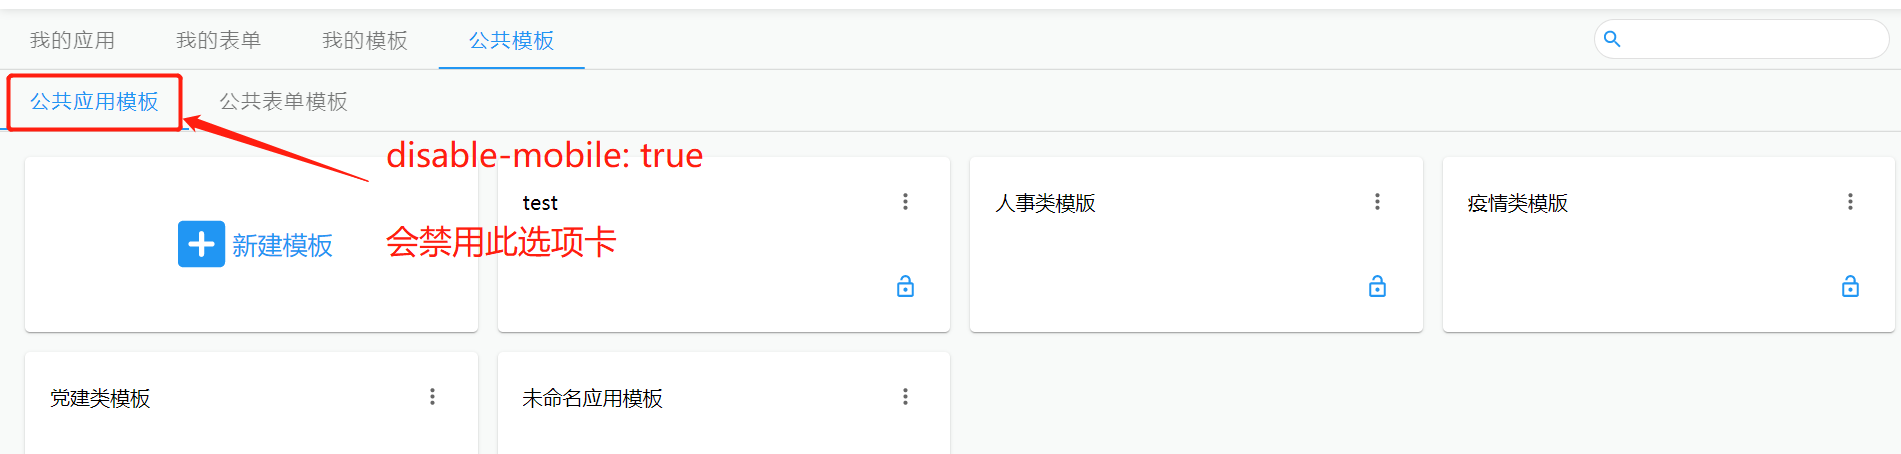 我的应用
我的表单
我的模板
公共模板
公共应用模板
公共表单模板
disable-mobile: true
会禁用此选项卡
新建模板
test
人事类模版
疫情类模版
党建类模板
未命名应用模板